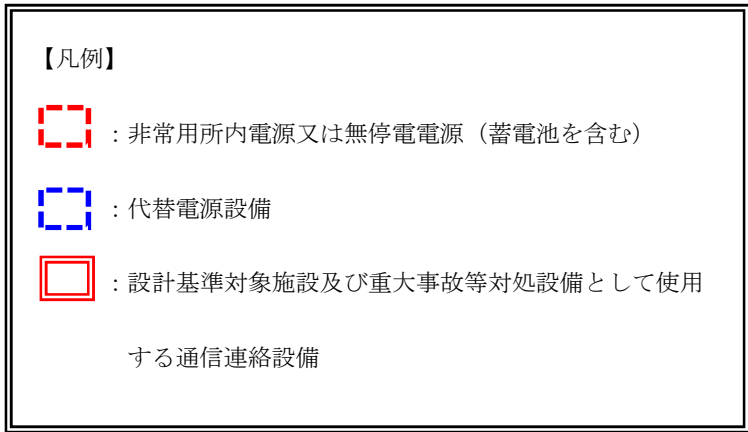 【凡例】
：非常用所内電源又は無停電電源（蓄電池を含む）
：代替電源設備
：設計基準対象施設及び重大事故等対処設備として使用
する通信連絡設備